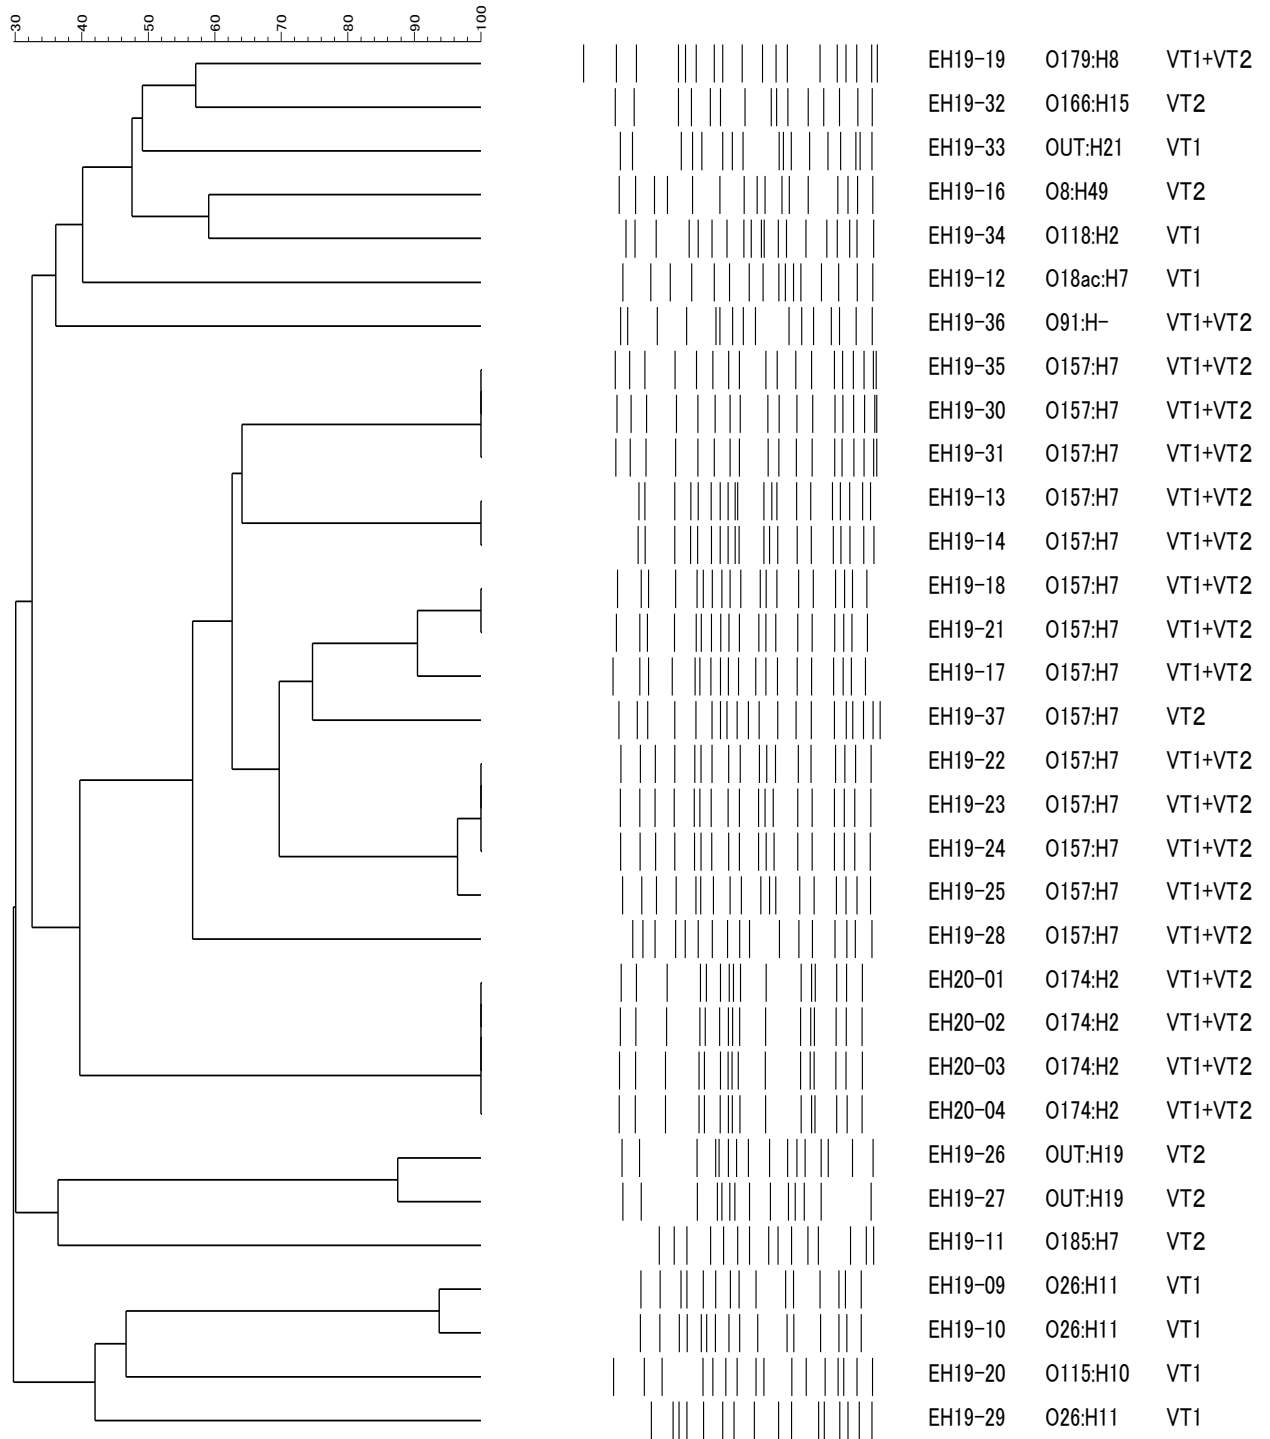 30 40 50 60 70 80 90 100
EH19-19 O179:H8 VT1+VT2
EH19-32 O166:H15 VT2
EH19-33 OUT:H21 VT1
EH19-16 O8:H49 VT2
EH19-34 O118:H2 VT1
EH19-12 O18ac:H7 VT1
EH19-36 O91:H- VT1+VT2
EH19-35 O157:H7 VT1+VT2
EH19-30 O157:H7 VT1+VT2
EH19-31 O157:H7 VT1+VT2
EH19-13 O157:H7 VT1+VT2
EH19-14 O157:H7 VT1+VT2
EH19-18 O157:H7 VT1+VT2
EH19-21 O157:H7 VT1+VT2
EH19-17 O157:H7 VT1+VT2
EH19-37 O157:H7 VT2
EH19-22 O157:H7 VT1+VT2
EH19-23 O157:H7 VT1+VT2
EH19-24 O157:H7 VT1+VT2
EH19-25 O157:H7 VT1+VT2
EH19-28 O157:H7 VT1+VT2
EH20-01 O174:H2 VT1+VT2
EH20-02 O174:H2 VT1+VT2
EH20-03 O174:H2 VT1+VT2
EH20-04 O174:H2 VT1+VT2
EH19-26 OUT:H19 VT2
EH19-27 OUT:H19 VT2
EH19-11 O185:H7 VT2
EH19-09 O26:H11 VT1
EH19-10 O26:H11 VT1
EH19-20 O115:H10 VT1
EH19-29 O26:H11 VT1